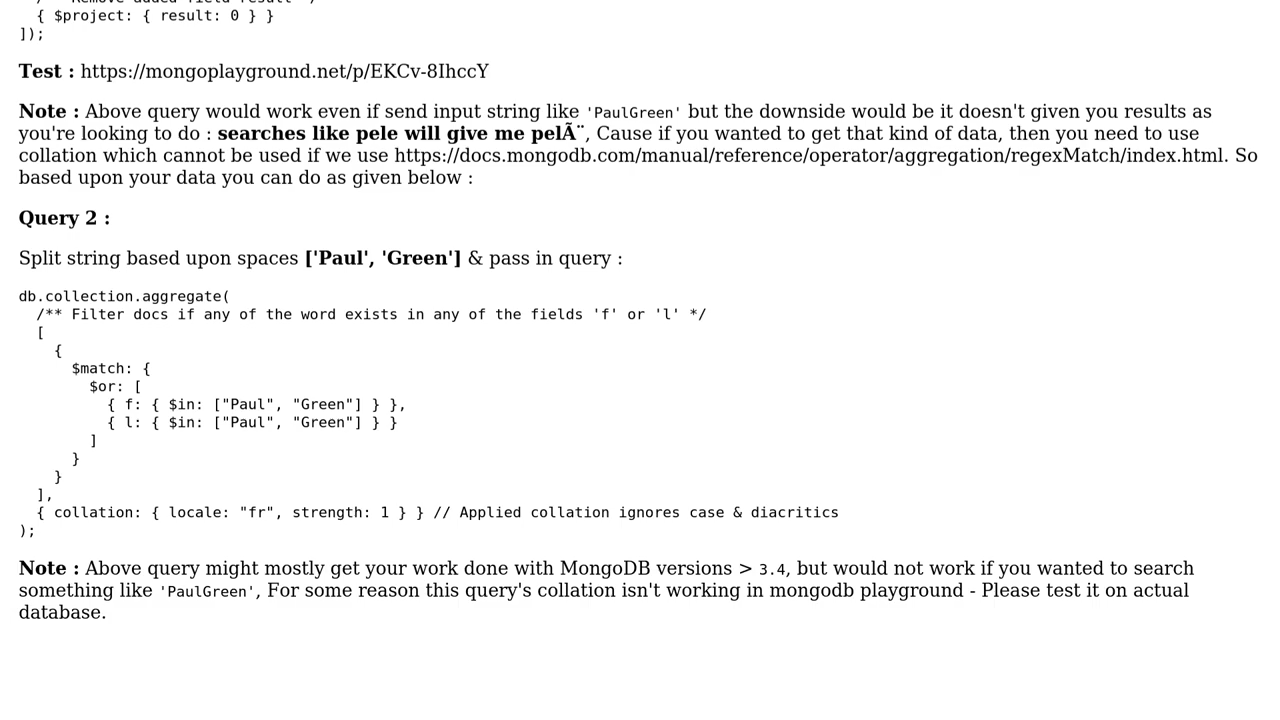 /** Remove added field result */
  { $project: { result: 0 } }
]);
Test : https://mongoplayground.net/p/EKCv-8IhccY
Note : Above query would work even if send input string like 'PaulGreen' but the downside would be it doesn't given you results as
you're looking to do : searches like pele will give me pelÃ¨, Cause if you wanted to get that kind of data, then you need to use
collation which cannot be used if we use https://docs.mongodb.com/manual/reference/operator/aggregation/regexMatch/index.html. So
based upon your data you can do as given below :
Query 2 :
Split string based upon spaces ['Paul', 'Green'] & pass in query :
db.collection.aggregate(
  /** Filter docs if any of the word exists in any of the fields 'f' or 'l' */
  [
    {
      $match: {
        $or: [
          { f: { $in: ["Paul", "Green"] } },
          { l: { $in: ["Paul", "Green"] } }
        ]
      }
    }
  ],
  { collation: { locale: "fr", strength: 1 } } // Applied collation ignores case & diacritics
);
Note : Above query might mostly get your work done with MongoDB versions > 3.4, but would not work if you wanted to search
something like 'PaulGreen', For some reason this query's collation isn't working in mongodb playground - Please test it on actual
database.